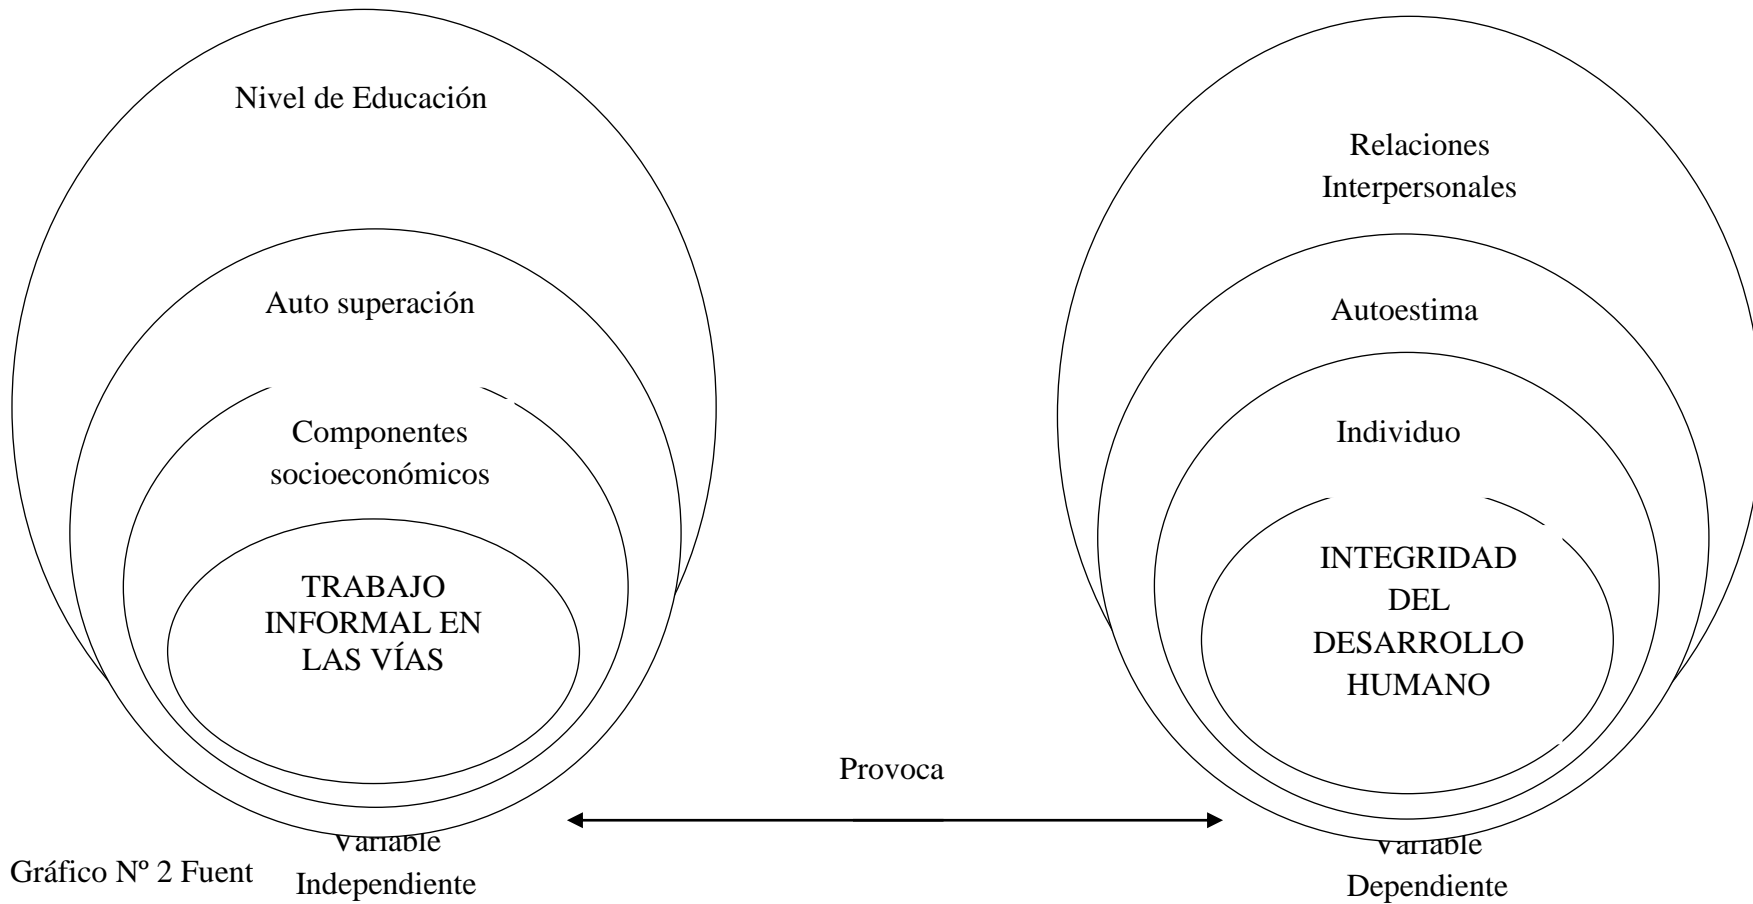 Nivel de Educación
Auto superación
Componentes
socioeconómicos
TRABAJO
INFORMAL EN
LAS VÍAS
Relaciones
Interpersonales
Autoestima
Individuo
INTEGRIDAD
DEL
DESARROLLO
HUMANO
Provoca
Variable
Independiente
Variable
Dependiente
Gráfico Nº 2 Fuent